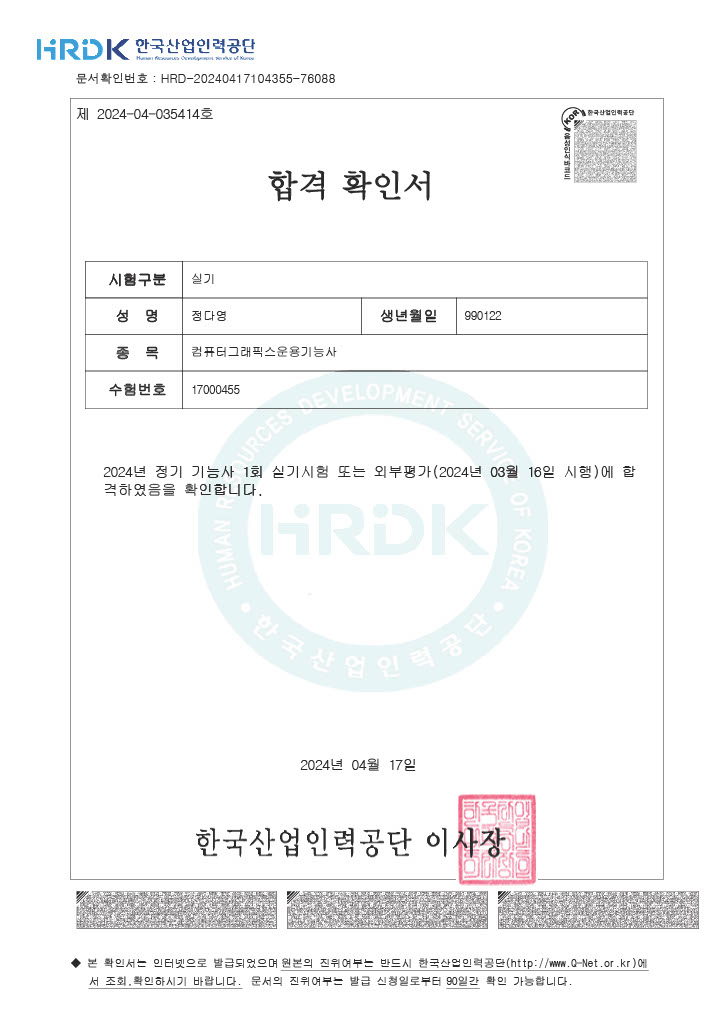 HRDK 한국산업인력공단
Human Resources Development Service of Korea
문서확인번호 : HRD-20240417104355-76088
제 2024-04-035414호
KOR 한국산업인력공단
음성인식바코드
합격 확인서
시험구분 실기
성 명 정다영 생년월일 990122
종 목 컴퓨터그래픽스운용기능사
수험번호 17000455
HUMAN RESOURCES DEVELOPMENT SERVICE OF KOREA
2024년 정기 기능사 1회 실기시험 또는 외부평가(2024년 03월 16일 시행)에 합
격하였음을 확인합니다.
HRDK
한국산업인력공단
2024년 04월 17일
한국산업인력공단 이사장
◆ 본 확인서는 인터넷으로 발급되었으며 원본의 진위여부는 반드시 한국산업인력공단(http://www.Q-Net.or.kr)에
서 조회,확인하시기 바랍니다. 문서의 진위여부는 발급 신청일로부터 90일간 확인 가능합니다.